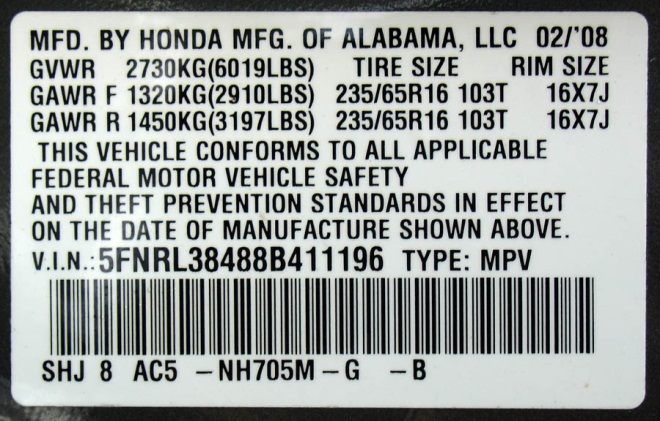 MFD. BY HONDA MFG. OF ALABAMA, LLC 02/'08
GVWR 2730KG(6019LBS) TIRE SIZE RIM SIZE
GAWR F 1320KG(2910LBS) 235/65R16 103T 16X7J
GAWR R 1450KG(3197LBS) 235/65R16 103T 16X7J
THIS VEHICLE CONFORMS TO ALL APPLICABLE
FEDERAL MOTOR VEHICLE SAFETY
AND THEFT PREVENTION STANDARDS IN EFFECT
ON THE DATE OF MANUFACTURE SHOWN ABOVE.
V.I.N.:5FNRL38488B411196 TYPE: MPV
SHJ 8 AC5 -NH705M-G -B